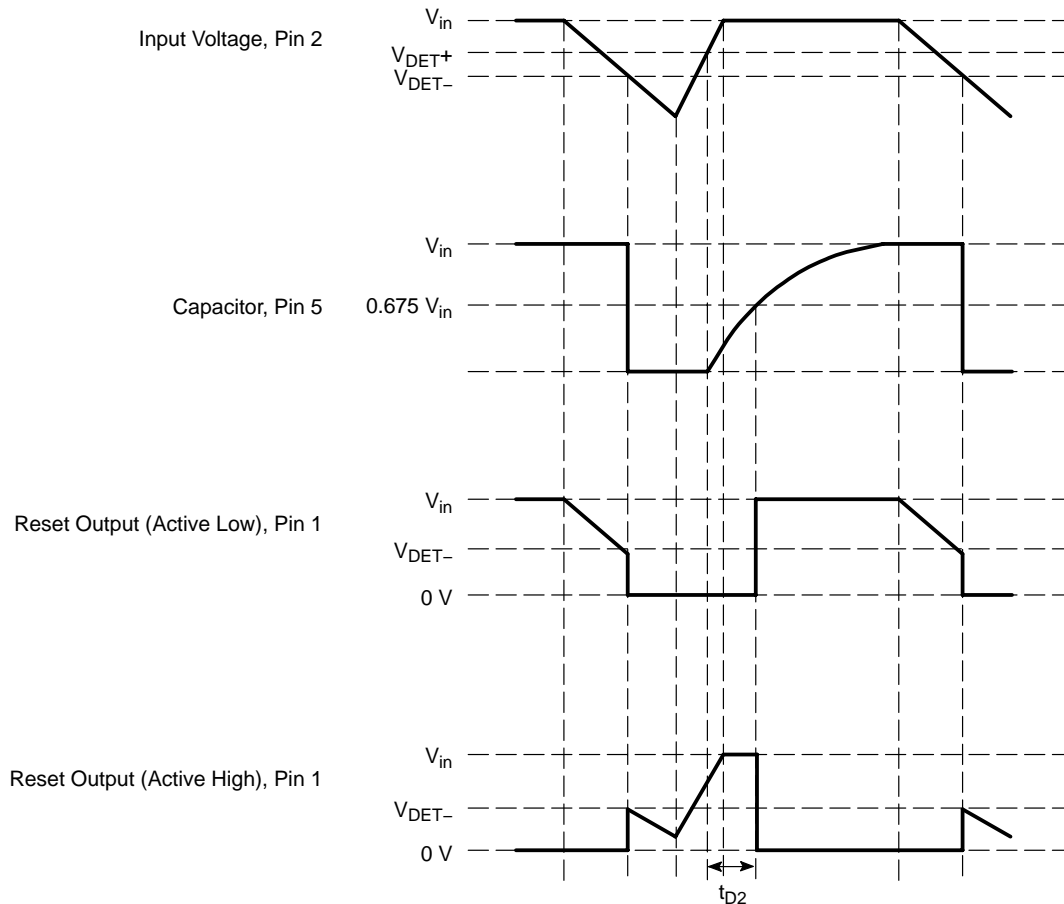 V_in
Input Voltage, Pin 2
V_DET+
V_DET–
V_in
Capacitor, Pin 5
0.675 V_in
V_in
Reset Output (Active Low), Pin 1
V_DET–
0 V
V_in
Reset Output (Active High), Pin 1
V_DET–
0 V
t_D2